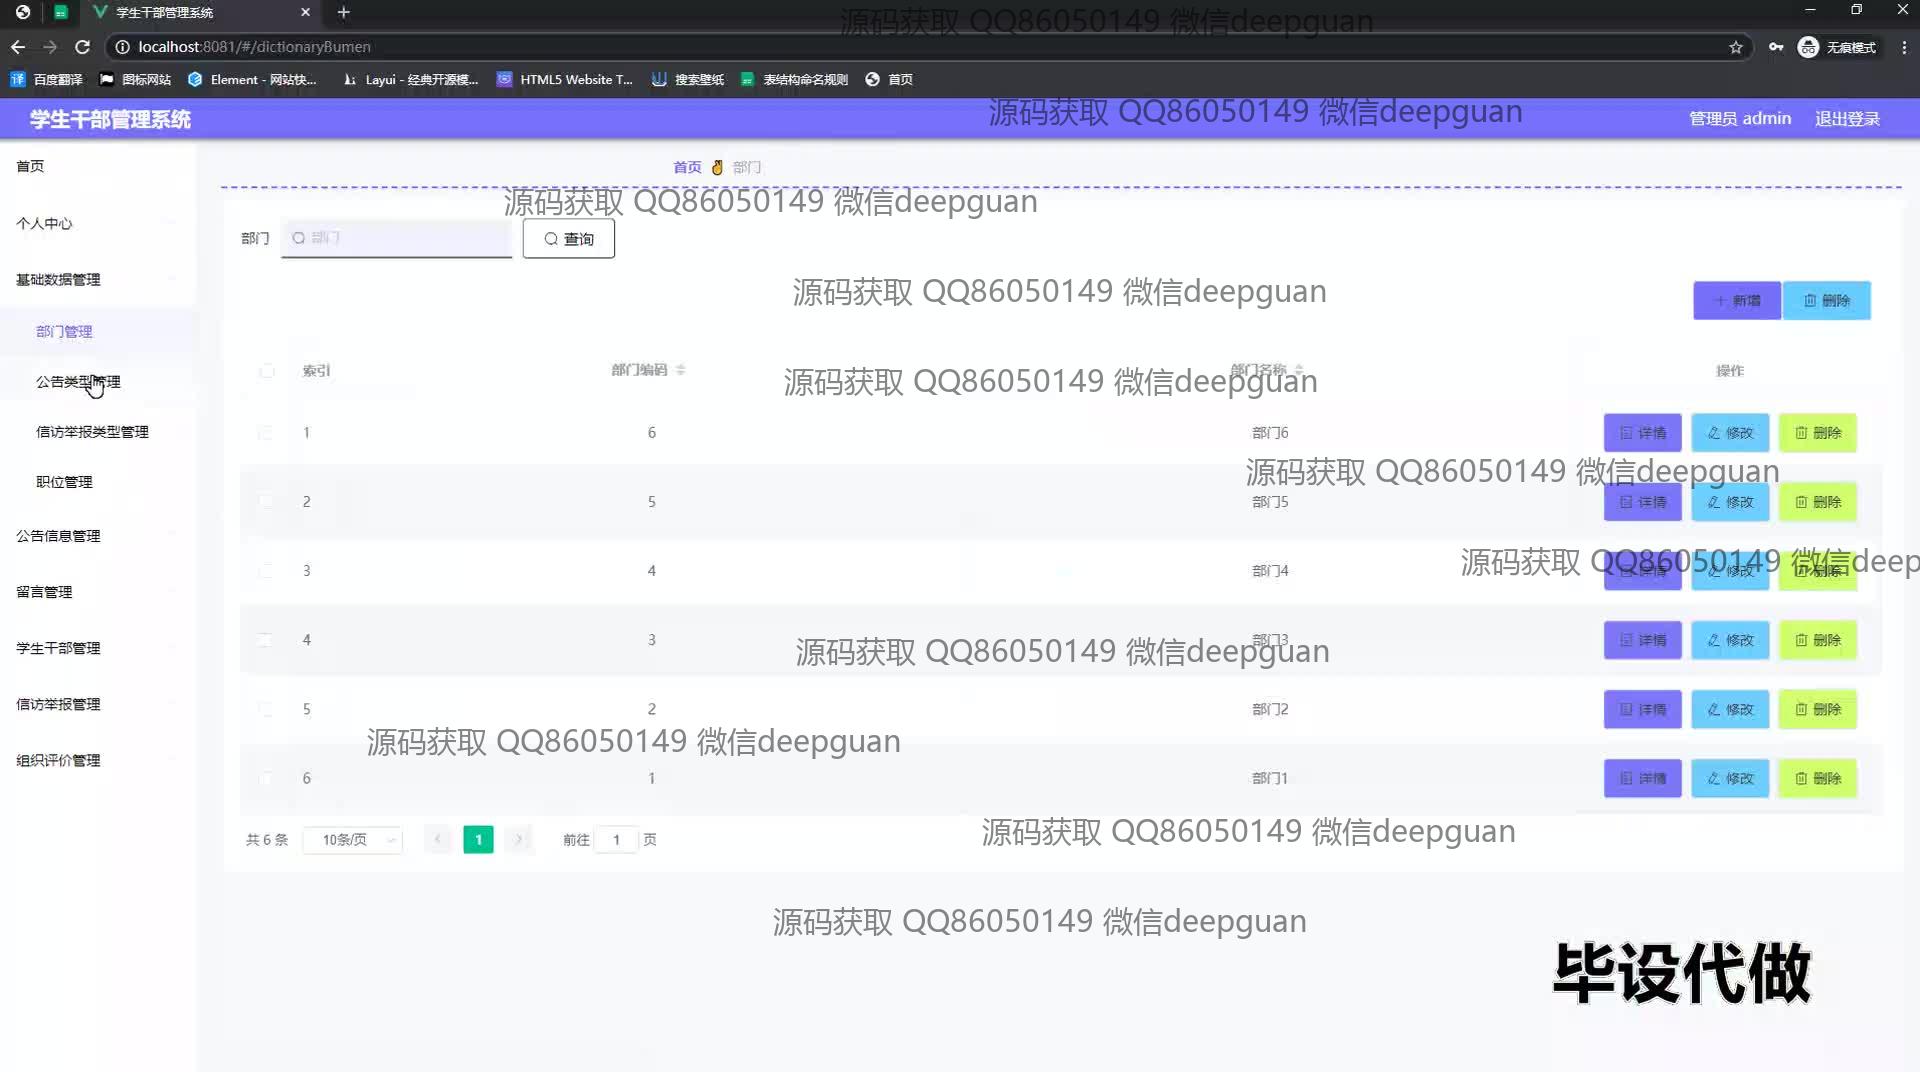 学生干部管理系统
localhost:8081/#/dictionaryBumen
无痕模式
百度翻译
图标网站
Element - 网站快...
Layui - 经典开源模...
HTML5 Website T...
搜索壁纸
表结构命名规则
首页
源码获取 QQ86050149 微信deepguan
学生干部管理系统
源码获取 QQ86050149 微信deepguan
管理员 admin
退出登录
首页
个人中心
基础数据管理
部门管理
公告类型管理
信访举报类型管理
职位管理
公告信息管理
留言管理
学生干部管理
信访举报管理
组织评价管理
首页 部门
源码获取 QQ86050149 微信deepguan
部门 部门 查询
源码获取 QQ86050149 微信deepguan
新增 删除
索引 部门编码 部门名称 操作
源码获取 QQ86050149 微信deepguan
1 6 部门6 详情 修改 删除
源码获取 QQ86050149 微信deepguan
2 5 部门5 详情 修改 删除
源码获取 QQ86050149 微信deep
3 4 部门4 详情 修改 删除
4 3 部门3 详情 修改 删除
源码获取 QQ86050149 微信deepguan
5 2 部门2 详情 修改 删除
源码获取 QQ86050149 微信deepguan
6 1 部门1 详情 修改 删除
共 6 条 10条/页 1 前往 1 页
源码获取 QQ86050149 微信deepguan
源码获取 QQ86050149 微信deepguan
毕设代做